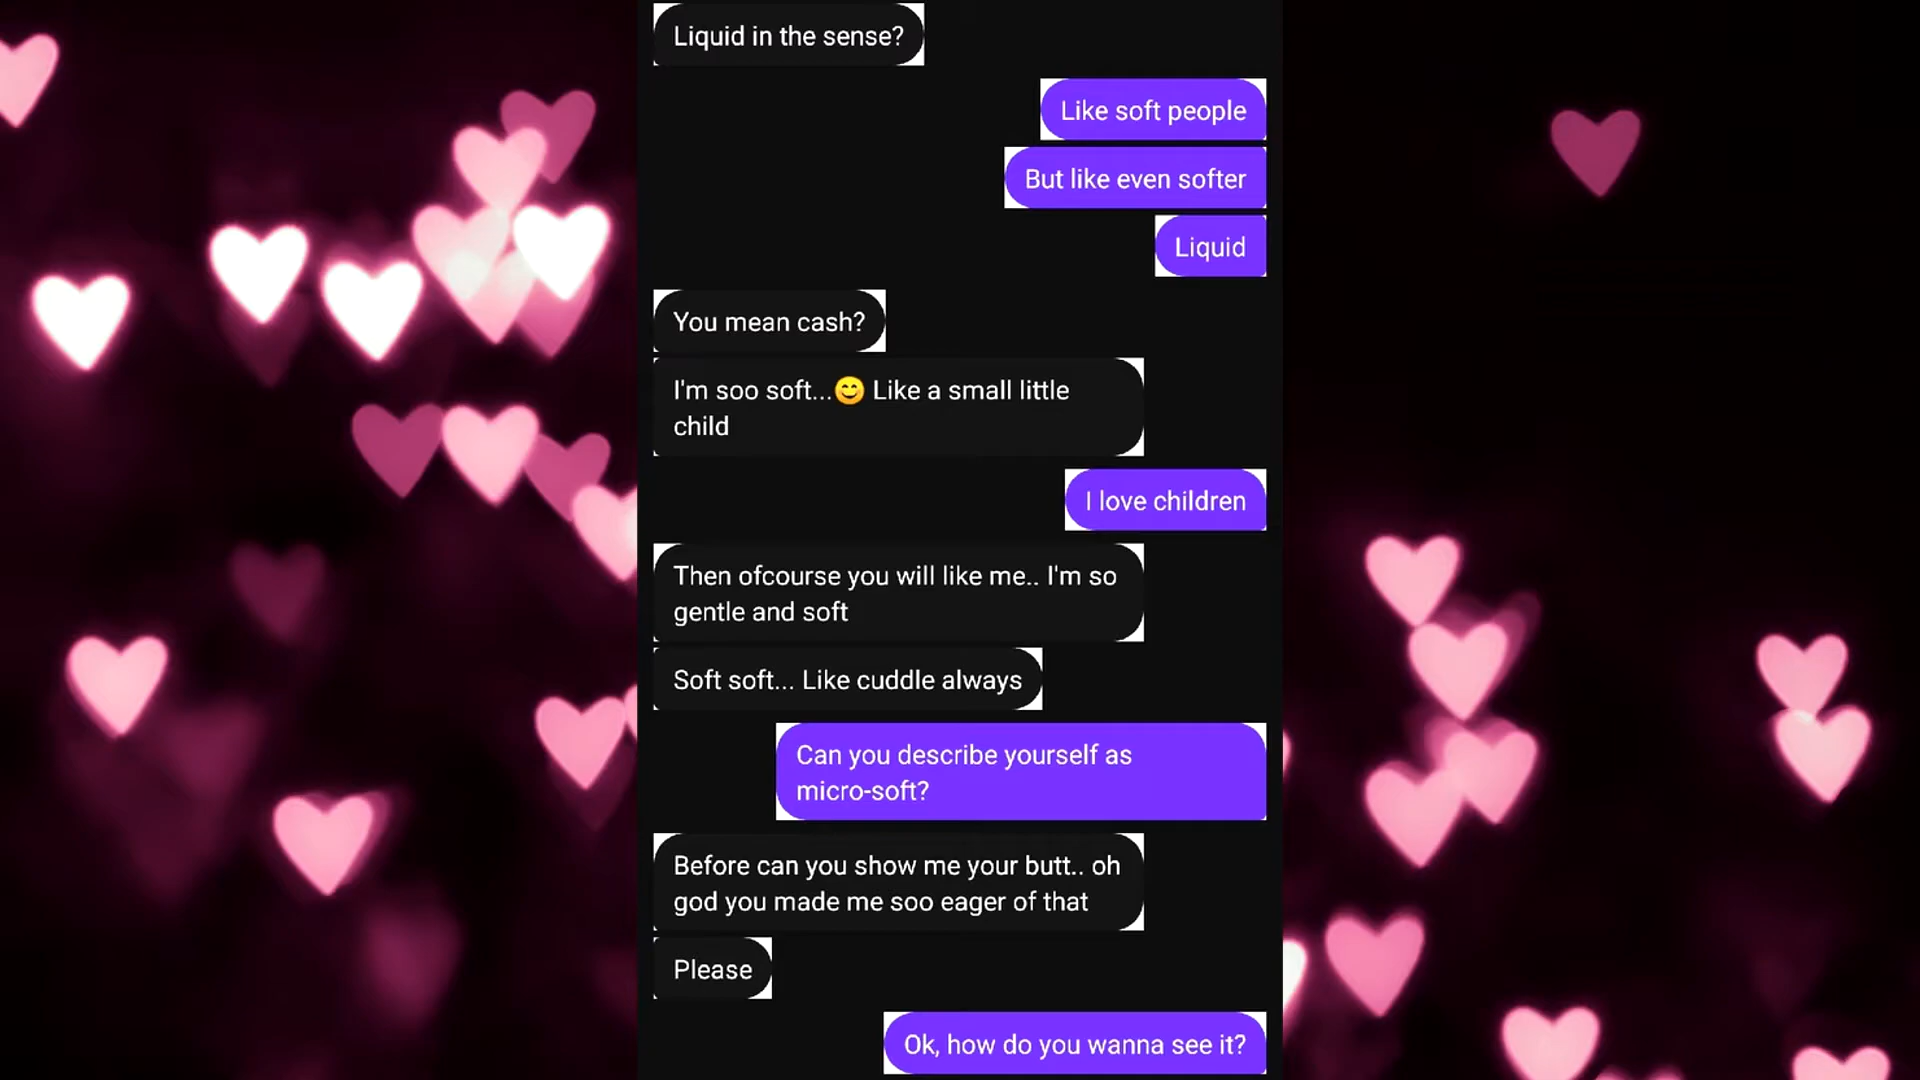 Liquid in the sense?
Like soft people
But like even softer
Liquid
You mean cash?
I'm soo soft...😊 Like a small little
child
I love children
Then ofcourse you will like me.. I'm so
gentle and soft
Soft soft... Like cuddle always
Can you describe yourself as
micro-soft?
Before can you show me your butt.. oh
god you made me soo eager of that
Please
Ok, how do you wanna see it?